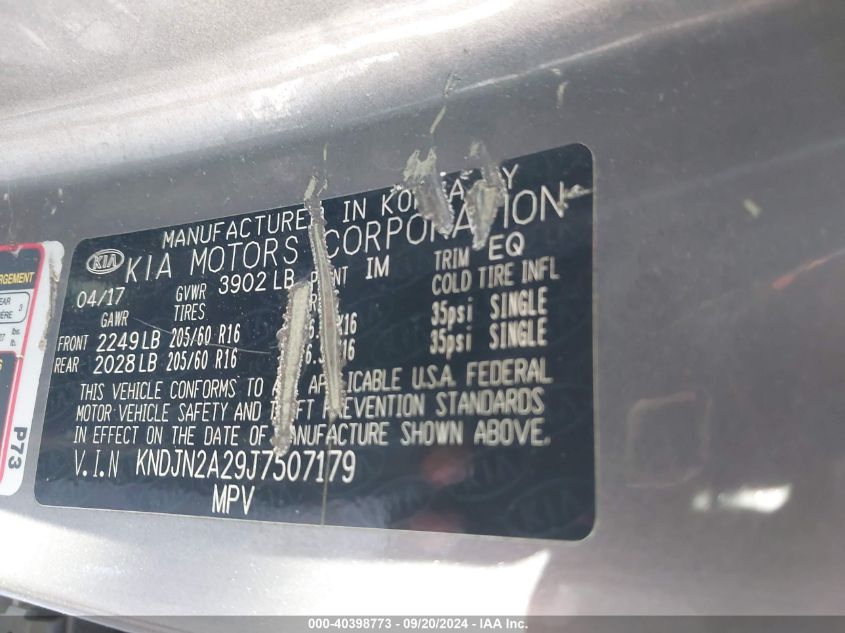 MANUFACTURED IN KOREA BY
KIA MOTORS CORPORATION
KIA
04/17 GVWR 3902 LB PAINT IM TRIM EQ
GAWR TIRES COLD TIRE INFL
FRONT 2249LB 205/60 R16 35psi SINGLE
REAR 2028LB 205/60 R16 35psi SINGLE
THIS VEHICLE CONFORMS TO ALL APPLICABLE U.S.A. FEDERAL
MOTOR VEHICLE SAFETY AND THEFT PREVENTION STANDARDS
IN EFFECT ON THE DATE OF MANUFACTURE SHOWN ABOVE.
V.I.N KNDJN2A29J7507179
MPV
P73
000-40398773 - 09/20/2024 - IAA Inc.